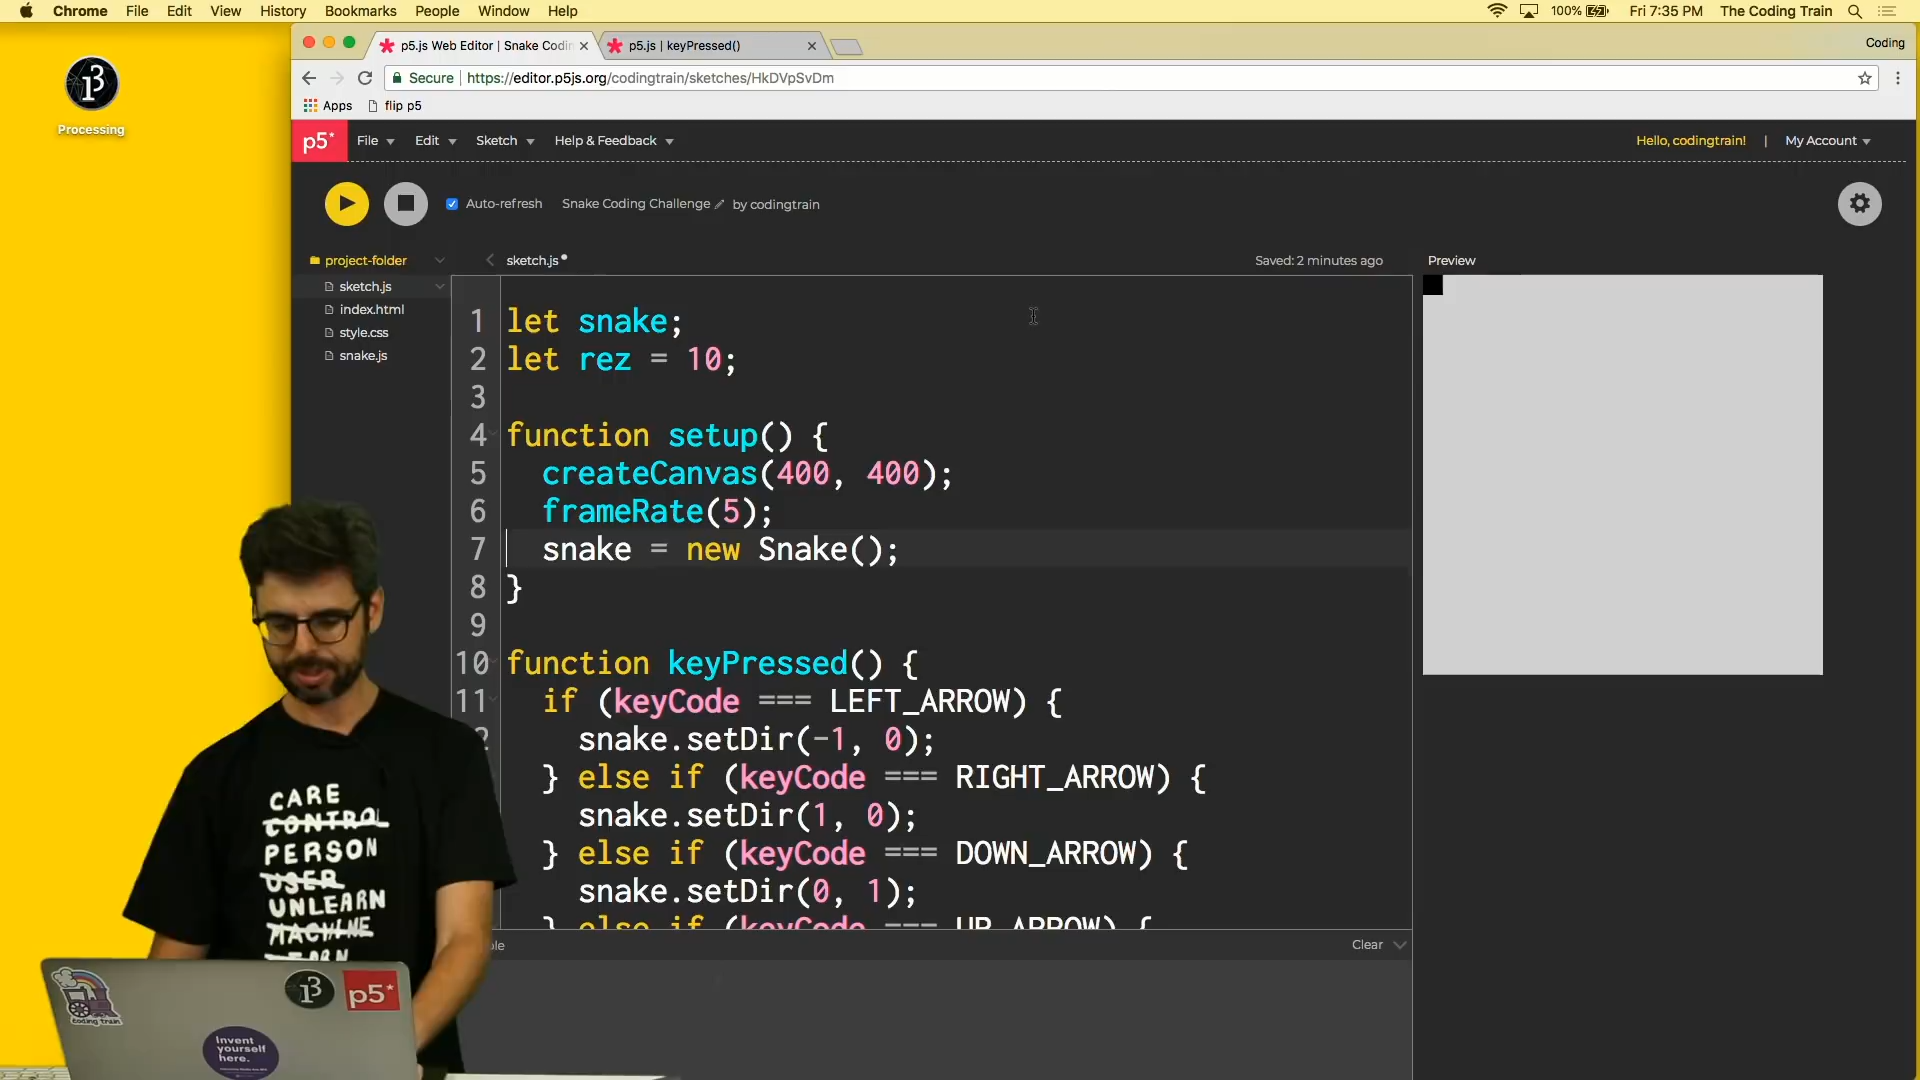 Chrome File Edit View History Bookmarks People Window Help
100% Fri 7:35 PM The Coding Train
p5.js Web Editor | Snake Codin
p5.js | keyPressed()
Coding
Secure https://editor.p5js.org/codingtrain/sketches/HkDVpSvDm
Apps flip p5
Processing
p5* File Edit Sketch Help & Feedback
Hello, codingtrain! | My Account
Auto-refresh Snake Coding Challenge by codingtrain
project-folder
sketch.js
Saved: 2 minutes ago
Preview
sketch.js
index.html
style.css
snake.js
1 let snake;
2 let rez = 10;
3
4 function setup() {
5 createCanvas(400, 400);
6 frameRate(5);
7 snake = new Snake();
8 }
9
10 function keyPressed() {
11 if (keyCode === LEFT_ARROW) {
2 snake.setDir(-1, 0);
} else if (keyCode === RIGHT_ARROW) {
snake.setDir(1, 0);
} else if (keyCode === DOWN_ARROW) {
snake.setDir(0, 1);
} else if (keyCode === UP_ARROW) {
ole
Clear
CARE
CONTROL
PERSON
USER
UNLEARN
MACHINE
LEARN
p5*
coding train
Invent
yourself
here.